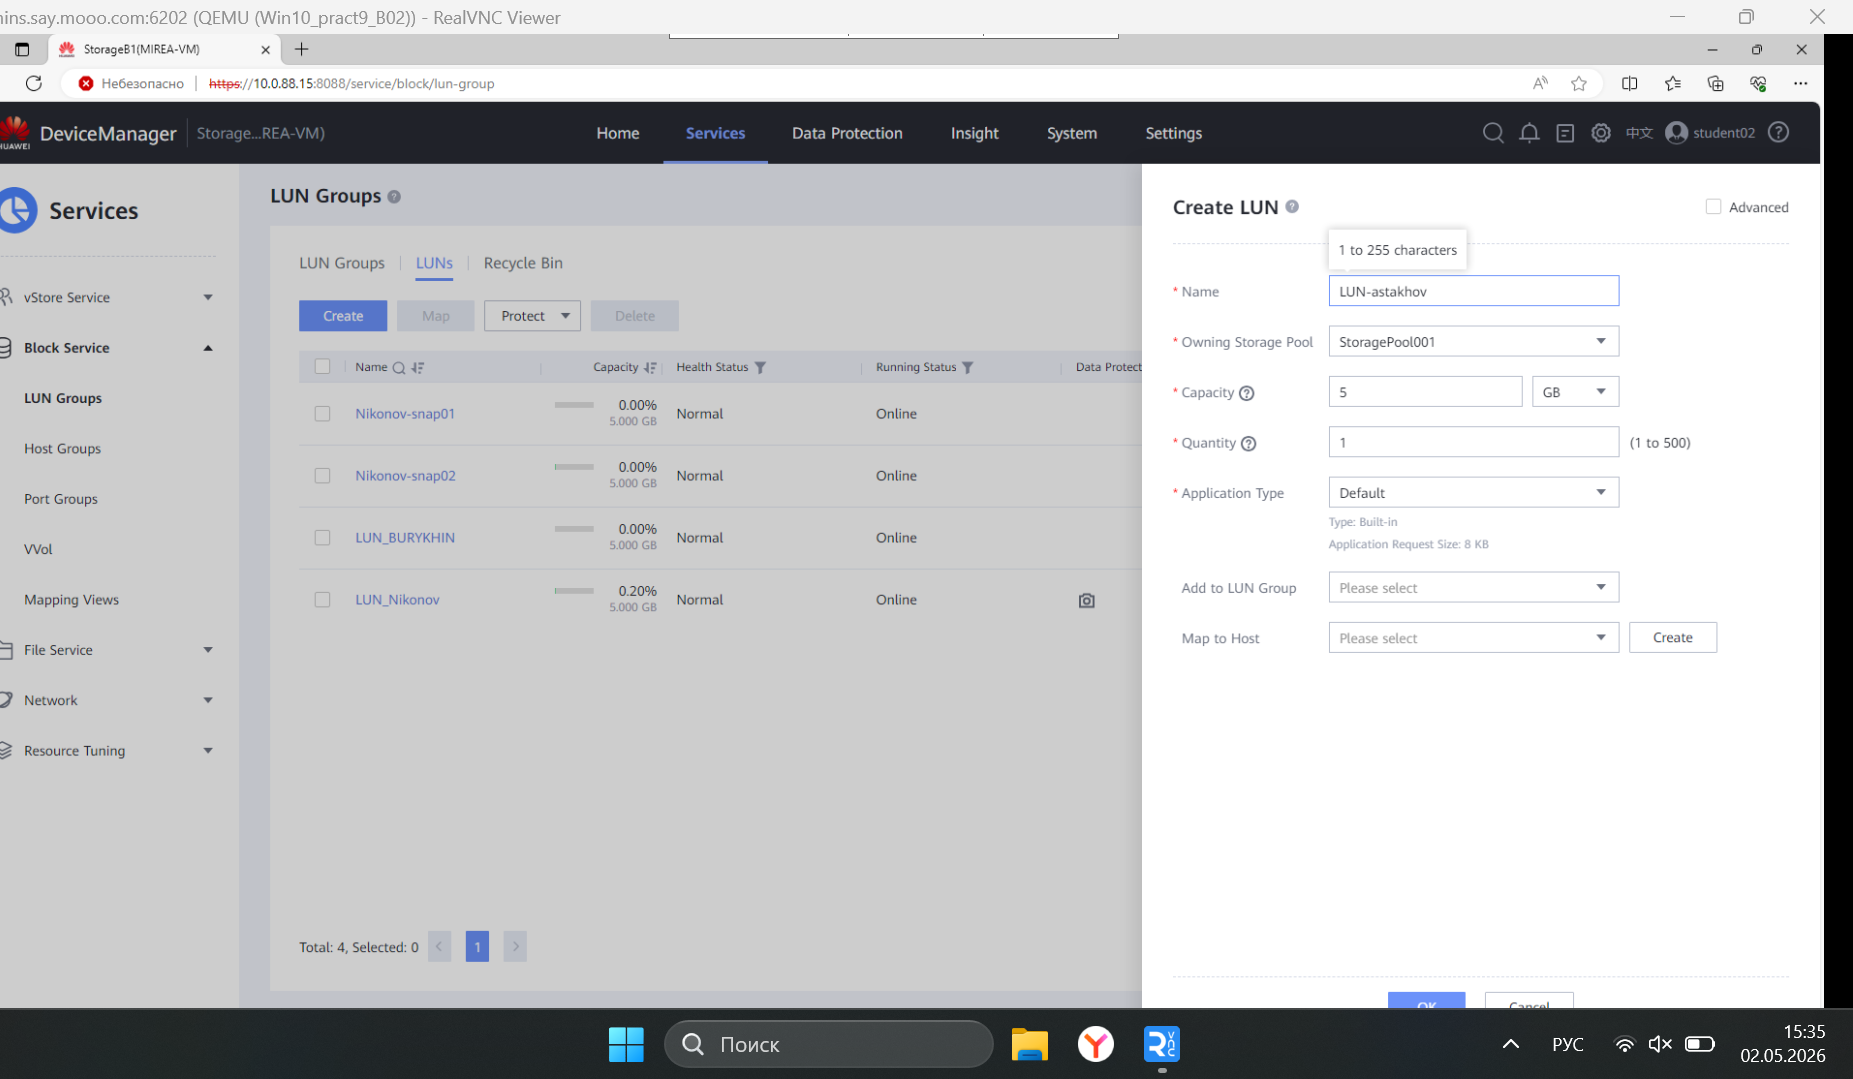 ins.say.mooo.com:6202 (QEMU (Win10_pract9_B02)) - RealVNC Viewer
StorageB1(MIREA-VM)
Небезопасно https://10.0.88.15:8088/service/block/lun-group
HUAWEI DeviceManager Storage...REA-VM) Home Services Data Protection Insight System Settings 中文 student02
Services
vStore Service
Block Service
LUN Groups
Host Groups
Port Groups
VVol
Mapping Views
File Service
Network
Resource Tuning
LUN Groups
LUN Groups LUNs Recycle Bin
Create Map Protect Delete
Name Capacity Health Status Running Status Data Protect
Nikonov-snap01 0.00% 5.000 GB Normal Online
Nikonov-snap02 0.00% 5.000 GB Normal Online
LUN_BURYKHIN 0.00% 5.000 GB Normal Online
LUN_Nikonov 0.20% 5.000 GB Normal Online
Total: 4, Selected: 0 < 1 >
Create LUN Advanced
1 to 255 characters
* Name LUN-astakhov
* Owning Storage Pool StoragePool001
* Capacity 5 GB
* Quantity 1 (1 to 500)
* Application Type Default
Type: Built-in
Application Request Size: 8 KB
Add to LUN Group Please select
Map to Host Please select Create
OK Cancel
Поиск
РУС
15:35
02.05.2026